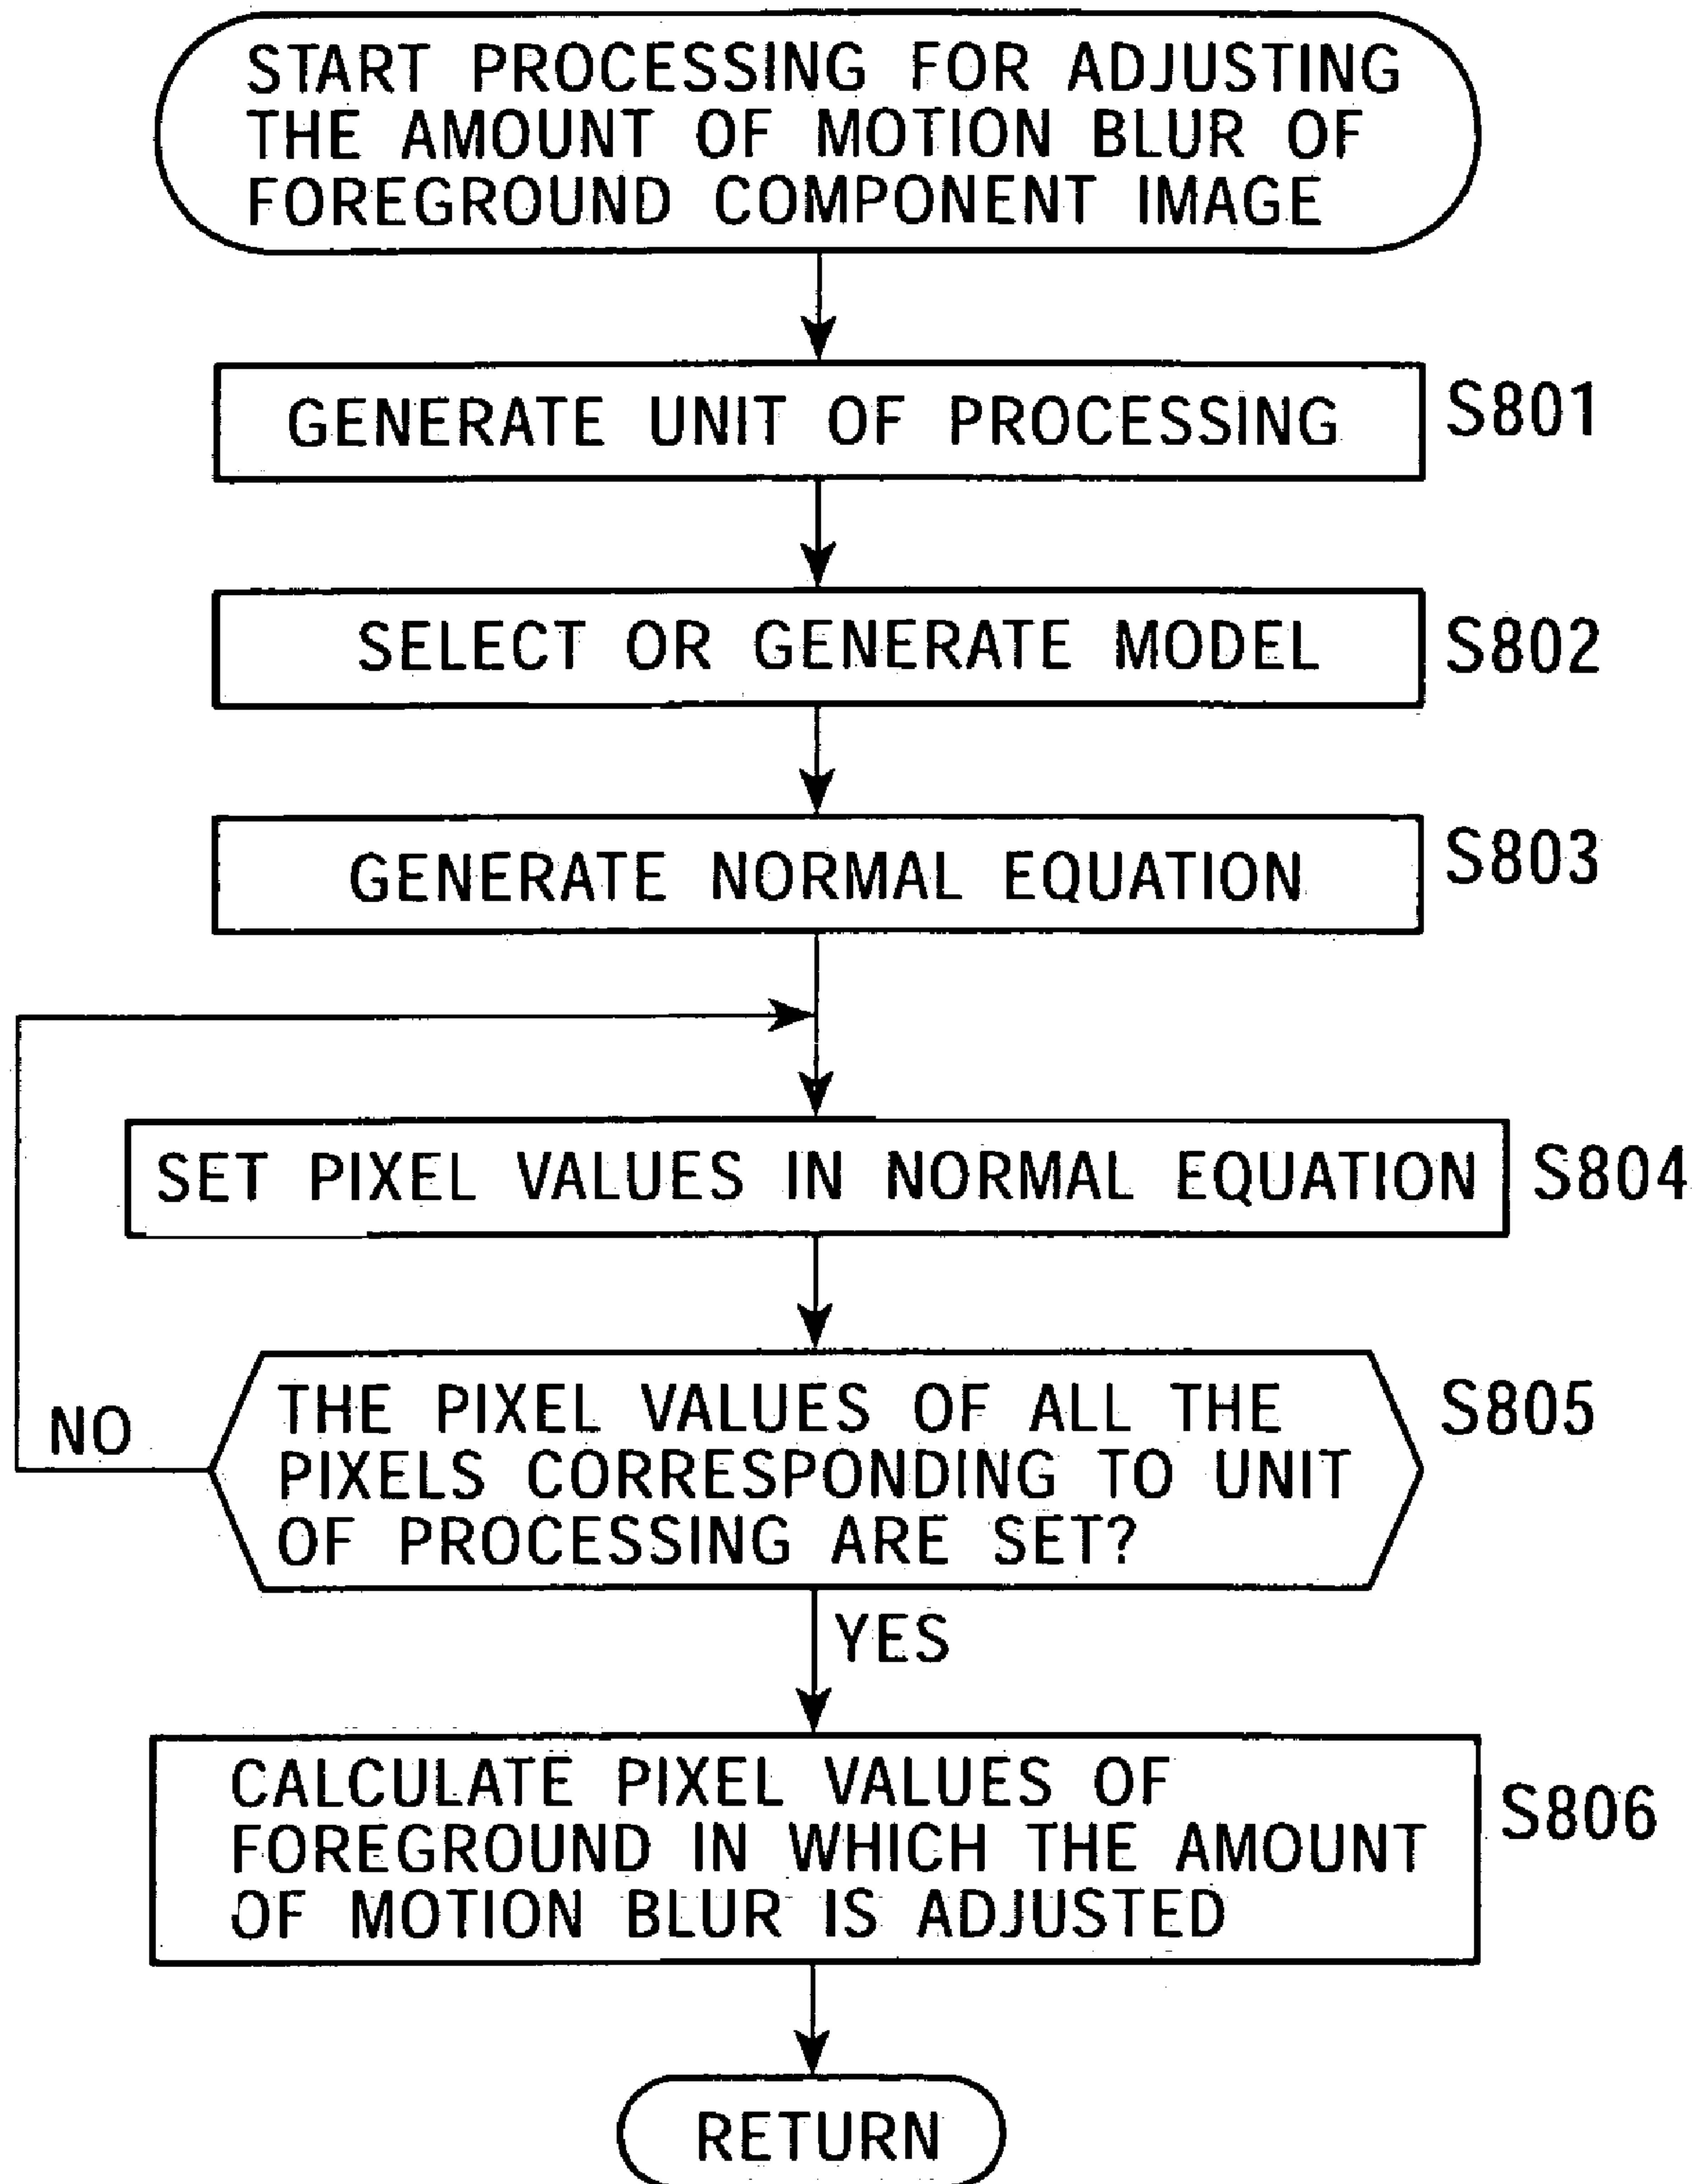 START PROCESSING FOR ADJUSTING
THE AMOUNT OF MOTION BLUR OF
FOREGROUND COMPONENT IMAGE
GENERATE UNIT OF PROCESSING
S801
SELECT OR GENERATE MODEL
S802
GENERATE NORMAL EQUATION
S803
SET PIXEL VALUES IN NORMAL EQUATION
S804
THE PIXEL VALUES OF ALL THE
PIXELS CORRESPONDING TO UNIT
OF PROCESSING ARE SET?
S805
NO
YES
CALCULATE PIXEL VALUES OF
FOREGROUND IN WHICH THE AMOUNT
OF MOTION BLUR IS ADJUSTED
S806
RETURN